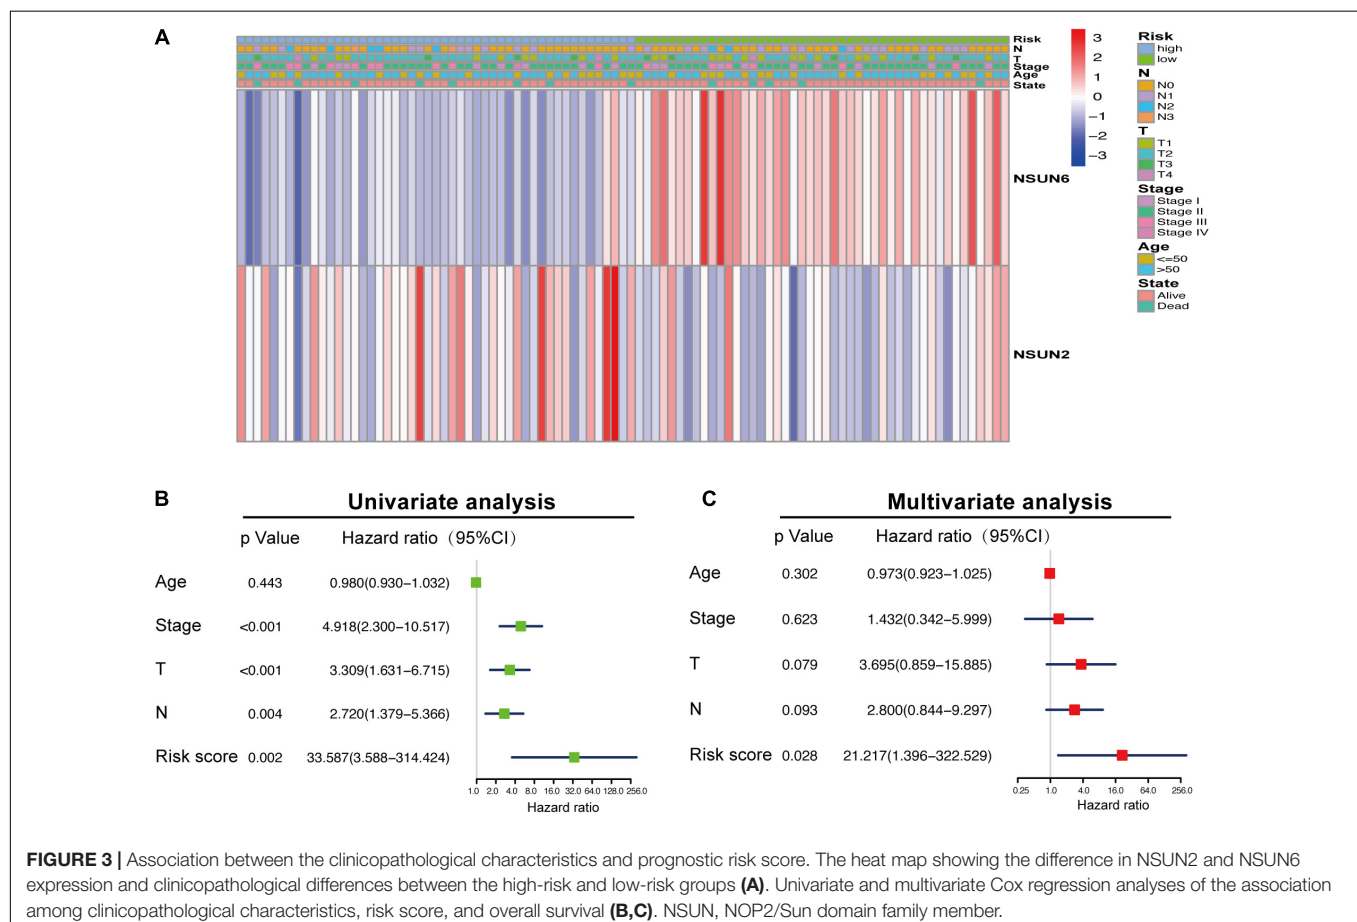 A
Risk
N
T
Stage
Age
State
NSUN6
NSUN2
3
2
1
0
−1
−2
−3
Risk
high
low
N
N0
N1
N2
N3
T
T1
T2
T3
T4
Stage
Stage I
Stage II
Stage III
Stage IV
Age
<=50
>50
State
Alive
Dead
B
Univariate analysis
p Value Hazard ratio (95%CI)
Age 0.443 0.980(0.930−1.032)
Stage <0.001 4.918(2.300−10.517)
T <0.001 3.309(1.631−6.715)
N 0.004 2.720(1.379−5.366)
Risk score 0.002 33.587(3.588−314.424)
1.0 2.0 4.0 8.0 16.0 32.0 64.0 128.0 256.0
Hazard ratio
C
Multivariate analysis
p Value Hazard ratio (95%CI)
Age 0.302 0.973(0.923−1.025)
Stage 0.623 1.432(0.342−5.999)
T 0.079 3.695(0.859−15.885)
N 0.093 2.800(0.844−9.297)
Risk score 0.028 21.217(1.396−322.529)
0.25 1.0 4.0 16.0 64.0 256.0
Hazard ratio
FIGURE 3 | Association between the clinicopathological characteristics and prognostic risk score. The heat map showing the difference in NSUN2 and NSUN6
expression and clinicopathological differences between the high-risk and low-risk groups (A). Univariate and multivariate Cox regression analyses of the association
among clinicopathological characteristics, risk score, and overall survival (B,C). NSUN, NOP2/Sun domain family member.